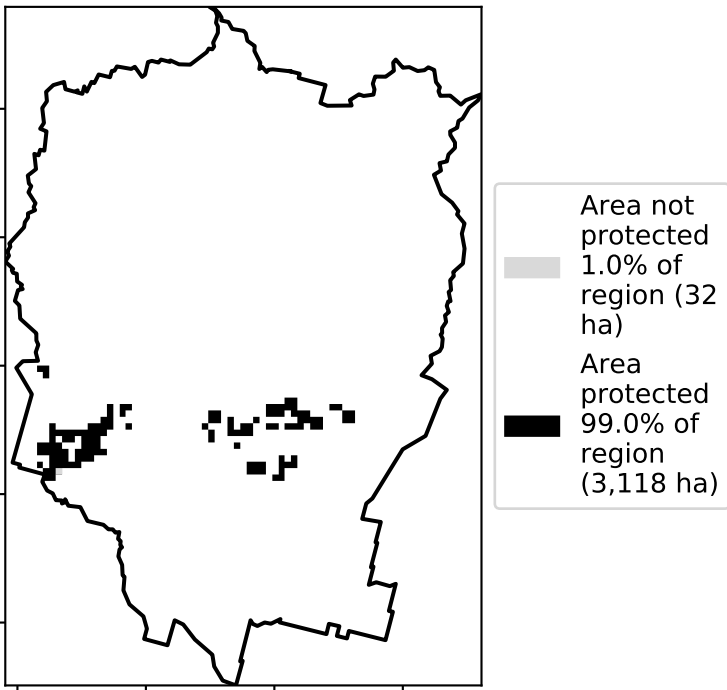 Area not
protected
1.0% of
region (32
ha)
Area
protected
99.0% of
region
(3,118 ha)